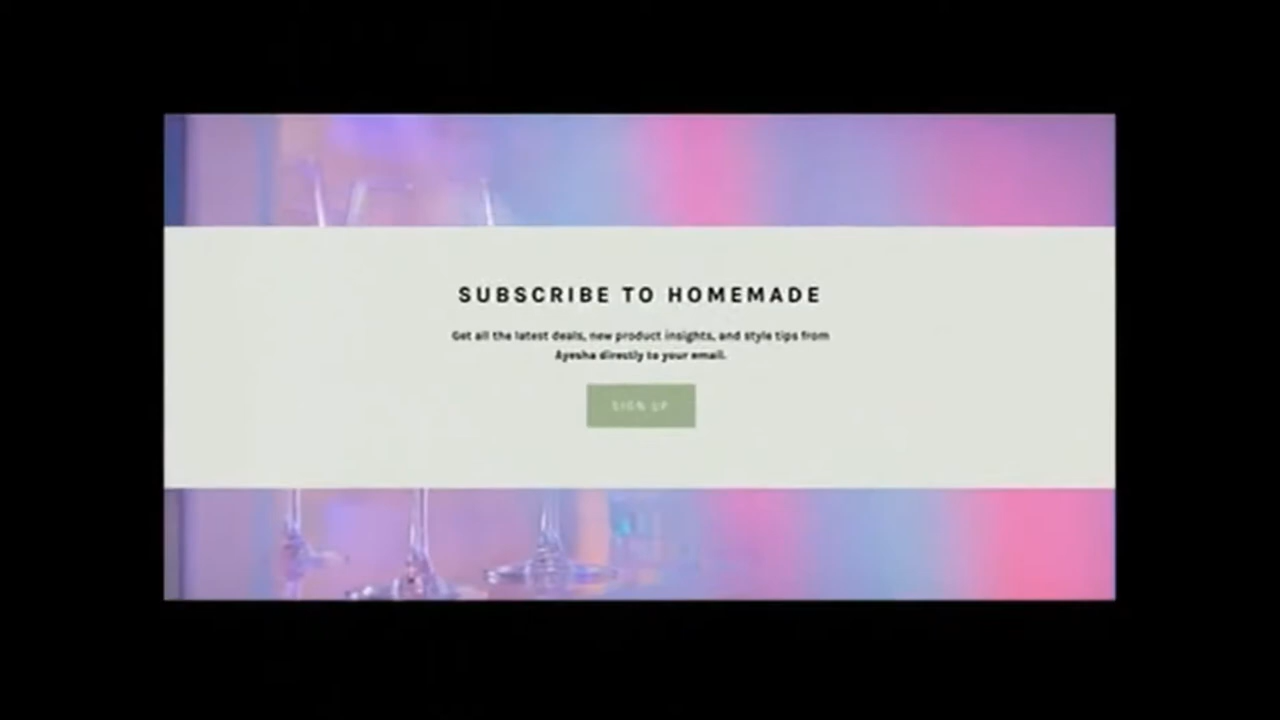 SUBSCRIBE TO HOMEMADE
Get all the latest deals, new product insights, and style tips from
Ayesha directly to your email.
SIGN UP